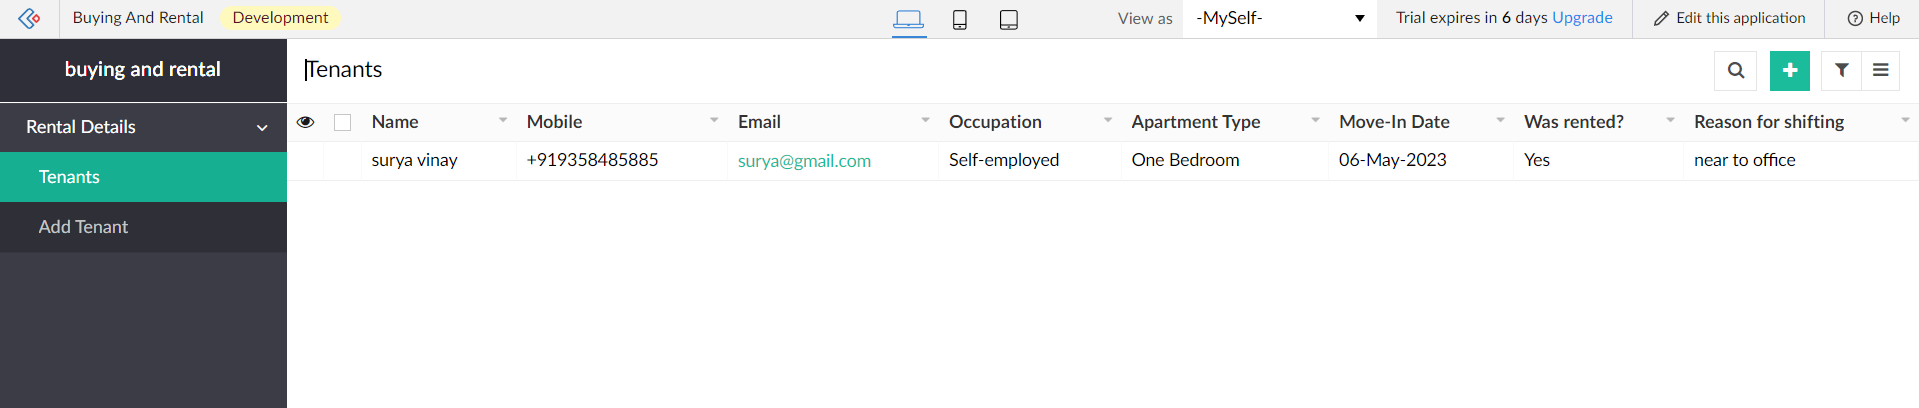 Buying And Rental Development View as -MySelf- Trial expires in 6 days Upgrade Edit this application Help
buying and rental
Tenants
Rental Details
Tenants
Add Tenant
Name Mobile Email Occupation Apartment Type Move-In Date Was rented? Reason for shifting
surya vinay +919358485885 surya@gmail.com Self-employed One Bedroom 06-May-2023 Yes near to office